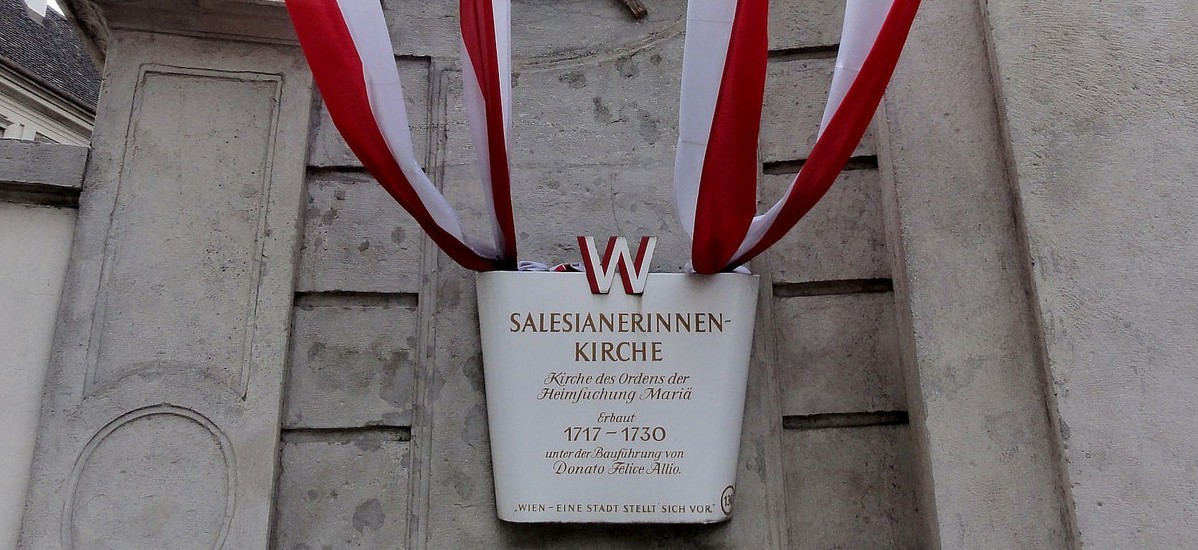 W
SALESIANERINNEN-
KIRCHE
Kirche des Ordens der
Heimsuchung Mariä
Erbaut
1717 – 1730
unter der Bauführung von
Donato Felice Allio.
„WIEN – EINE STADT STELLT SICH VOR“